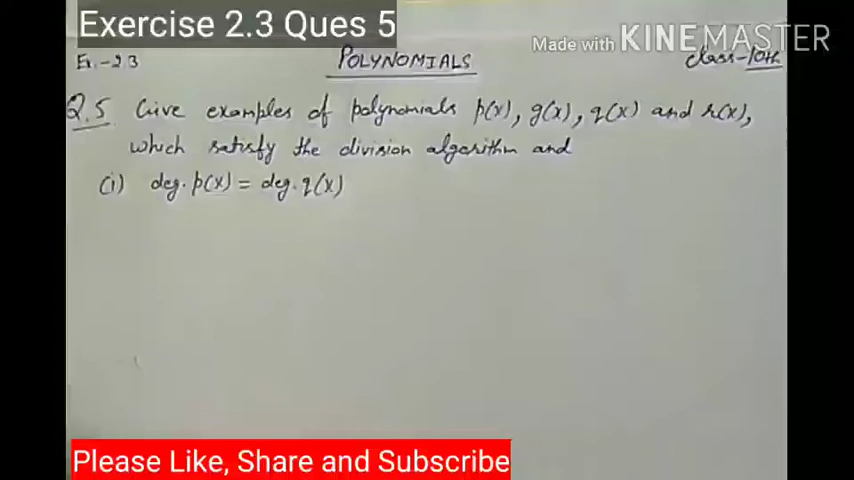 Exercise 2.3 Ques 5
Made with KINEMASTER
Ex.-2.3 POLYNOMIALS Class-10th
Q.5 Give examples of polynomials p(x), g(x), q(x) and r(x),
which satisfy the division algorithm and
(i) deg. p(x) = deg. q(x)
Please Like, Share and Subscribe